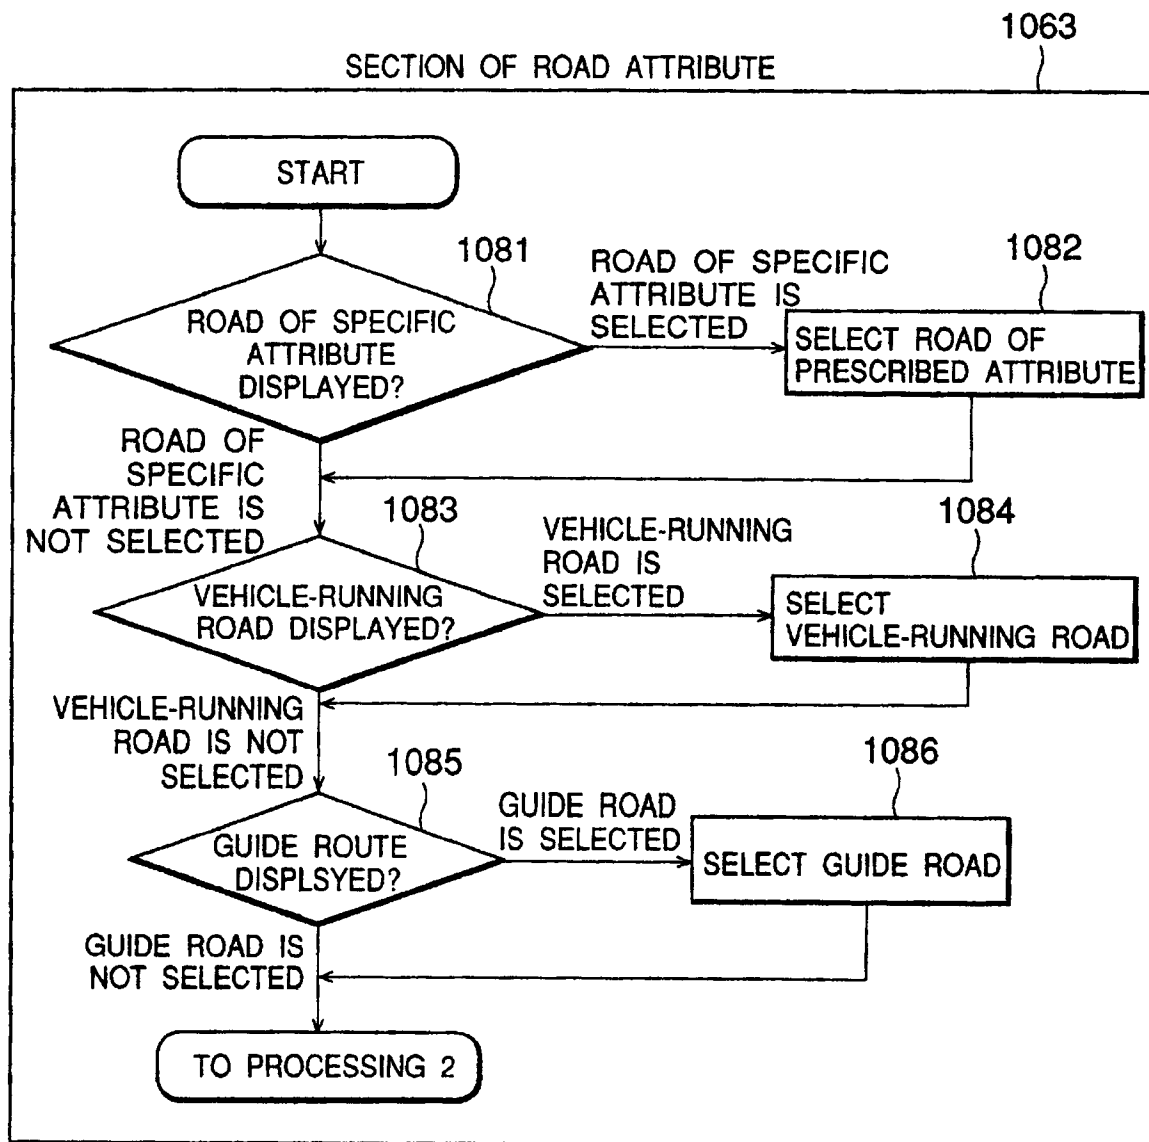 1063
SECTION OF ROAD ATTRIBUTE
START
1081
ROAD OF SPECIFIC
ATTRIBUTE
DISPLAYED?
ROAD OF SPECIFIC
ATTRIBUTE IS
SELECTED
1082
SELECT ROAD OF
PRESCRIBED ATTRIBUTE
ROAD OF
SPECIFIC
ATTRIBUTE IS
NOT SELECTED
1083
VEHICLE-RUNNING
ROAD DISPLAYED?
VEHICLE-RUNNING
ROAD IS
SELECTED
1084
SELECT
VEHICLE-RUNNING ROAD
VEHICLE-RUNNING
ROAD IS NOT
SELECTED
1085
GUIDE ROUTE
DISPLSYED?
GUIDE ROAD
IS SELECTED
1086
SELECT GUIDE ROAD
GUIDE ROAD IS
NOT SELECTED
TO PROCESSING 2